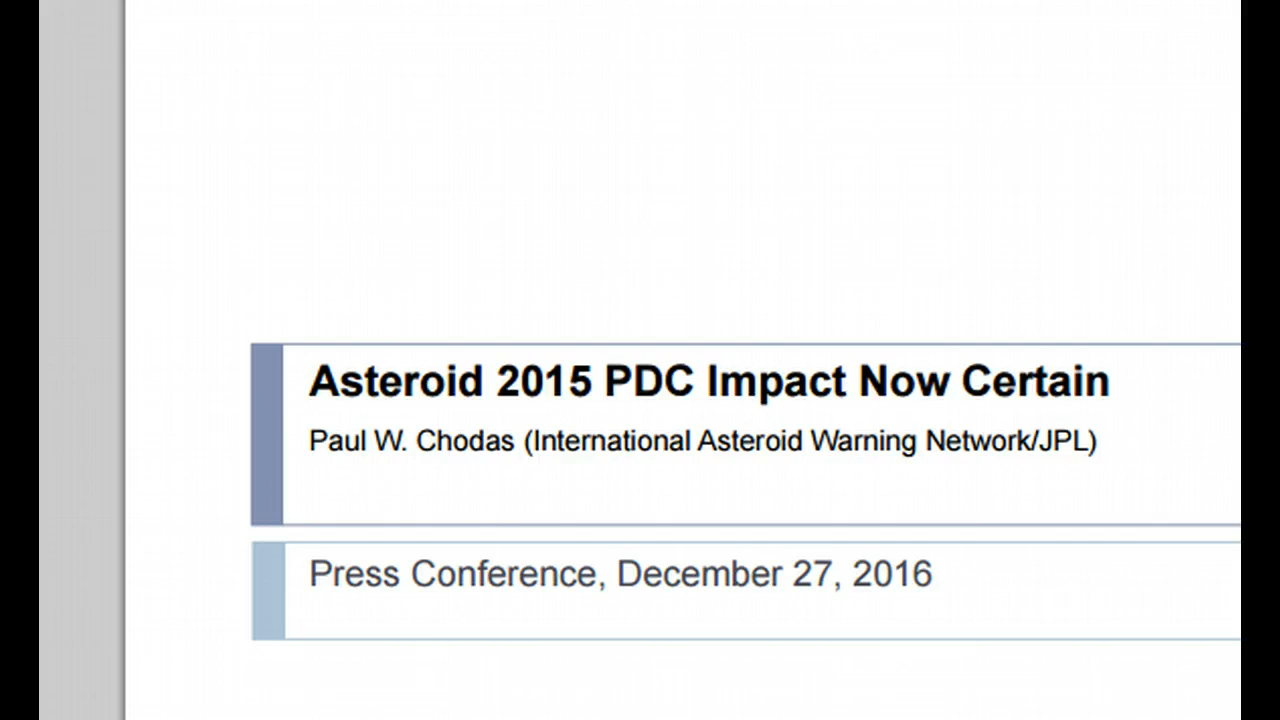 Asteroid 2015 PDC Impact Now Certain
Paul W. Chodas (International Asteroid Warning Network/JPL)
Press Conference, December 27, 2016